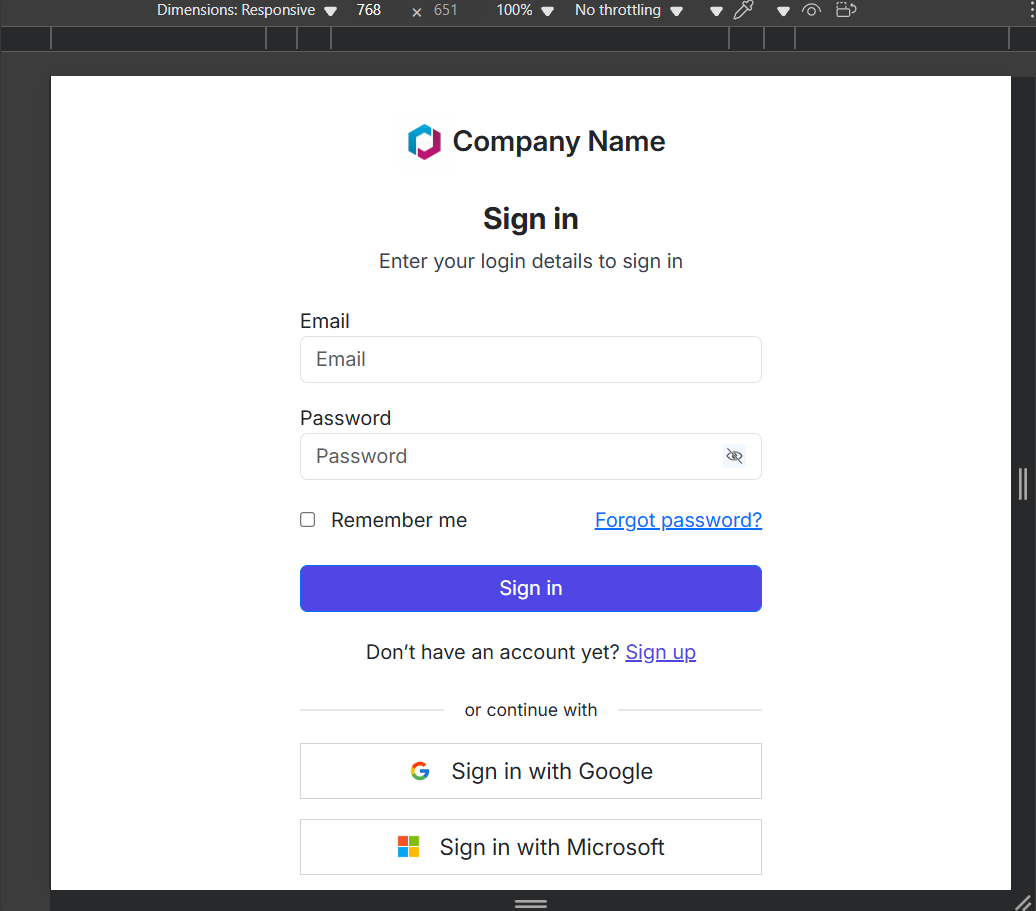 Dimensions: Responsive 768 × 651 100% No throttling
Company Name
Sign in
Enter your login details to sign in
Email
Email
Password
Password
Remember me Forgot password?
Sign in
Don’t have an account yet? Sign up
or continue with
Sign in with Google
Sign in with Microsoft